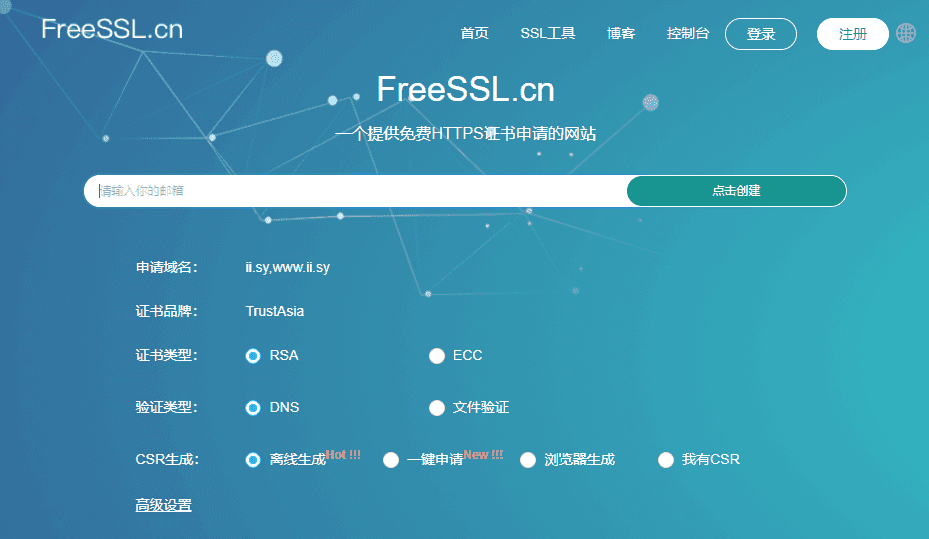 FreeSSL.cn 首页 SSL工具 博客 控制台 登录 注册
FreeSSL.cn
一个提供免费HTTPS证书申请的网站
请输入你的邮箱 点击创建
申请域名： ii.sy,www.ii.sy
证书品牌： TrustAsia
证书类型： RSA ECC
验证类型： DNS 文件验证
CSR生成： 离线生成Hot !!! 一键申请New !!! 浏览器生成 我有CSR
高级设置